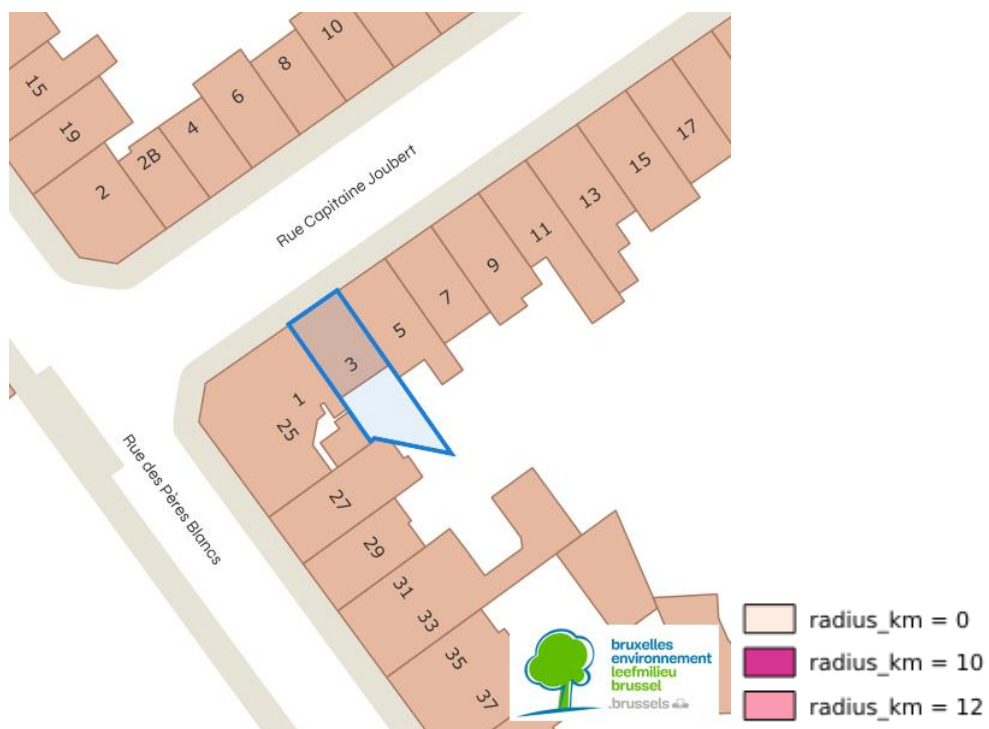 10
8
6
4
2B
2
15
19
Rue Capitaine Joubert
17
15
13
11
9
7
5
3
1
25
27
29
31
33
35
37
Rue des Pères Blancs
bruxelles
environnement
leefmilieu
brussel
.brussels
radius_km = 0
radius_km = 10
radius_km = 12